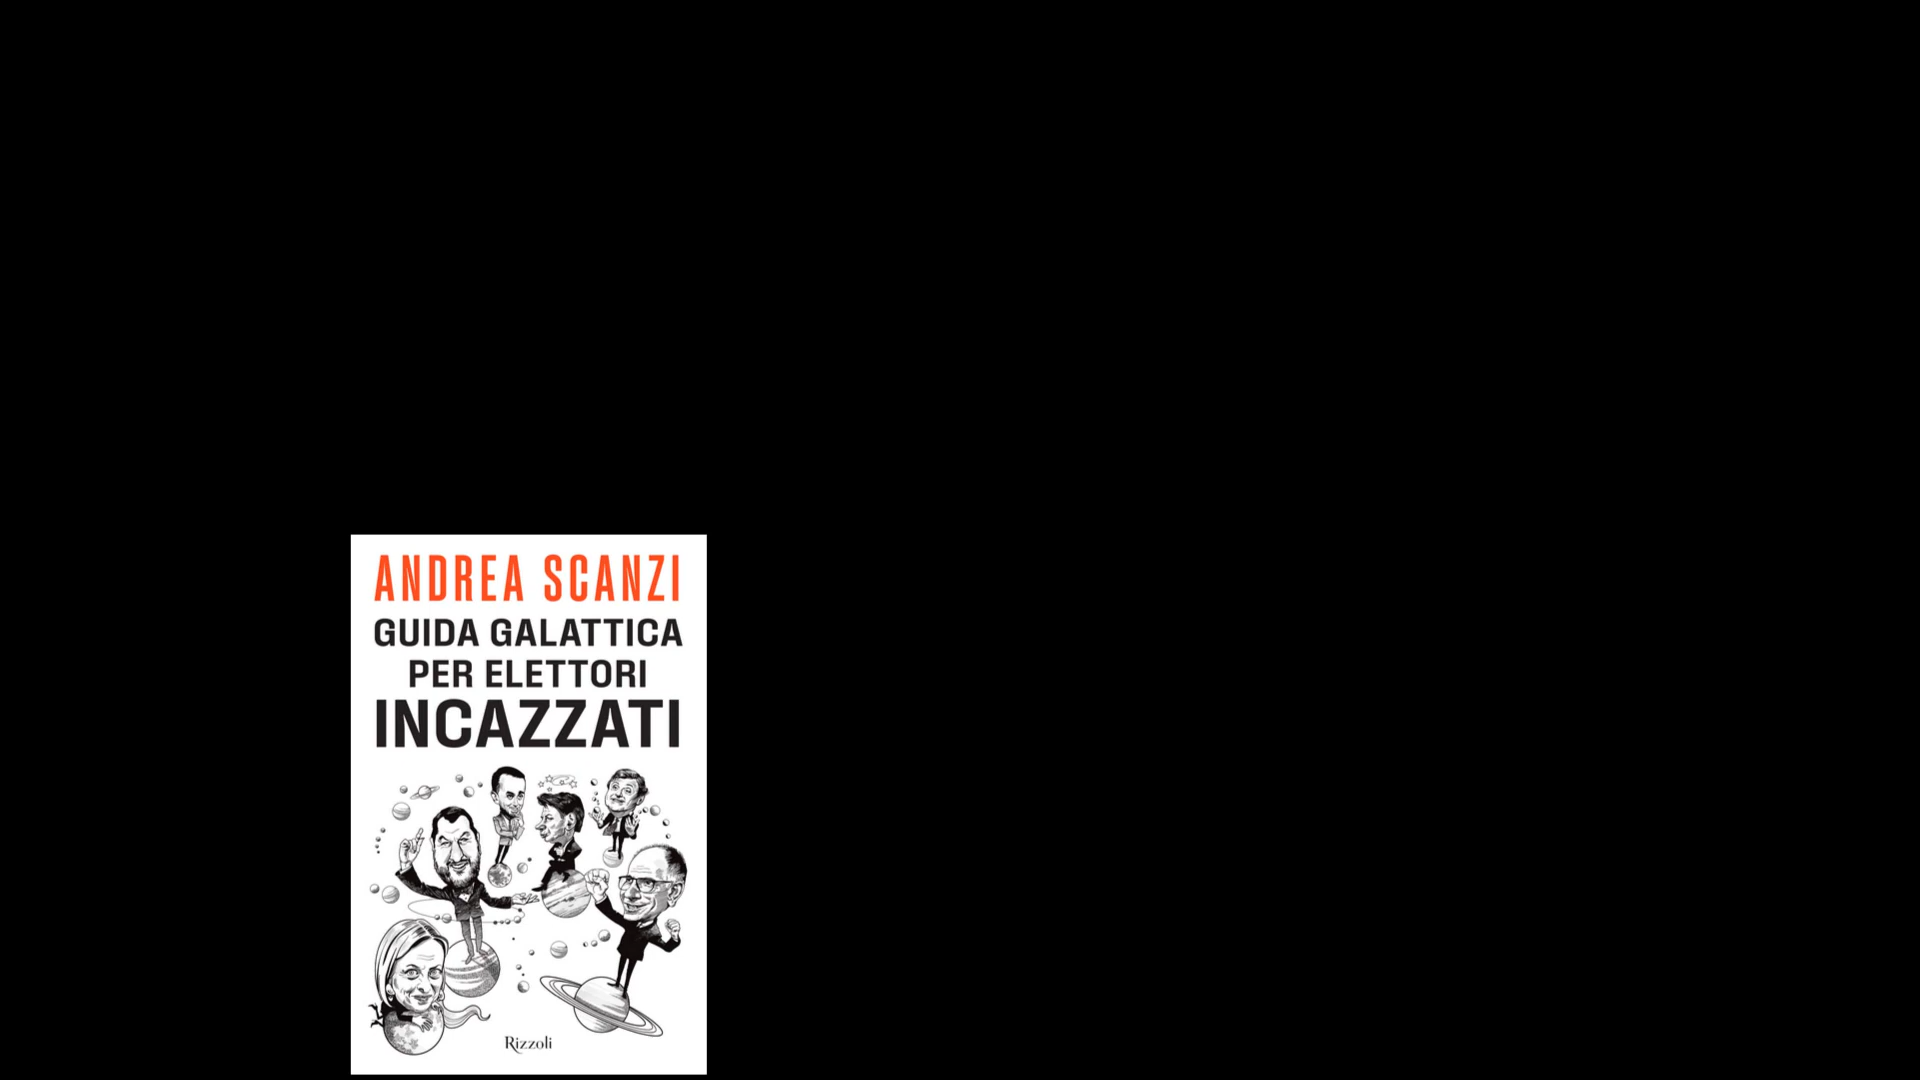 ANDREA SCANZI
GUIDA GALATTICA
PER ELETTORI
INCAZZATI
Rizzoli